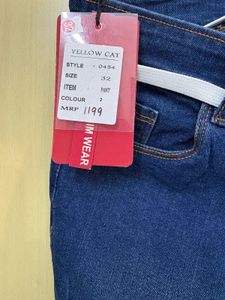 YELLOW CAT
STYLE - 0454
SIZE : 32
ITEM : PANT
COLOUR : 2
MRP 1199
IM WEAR